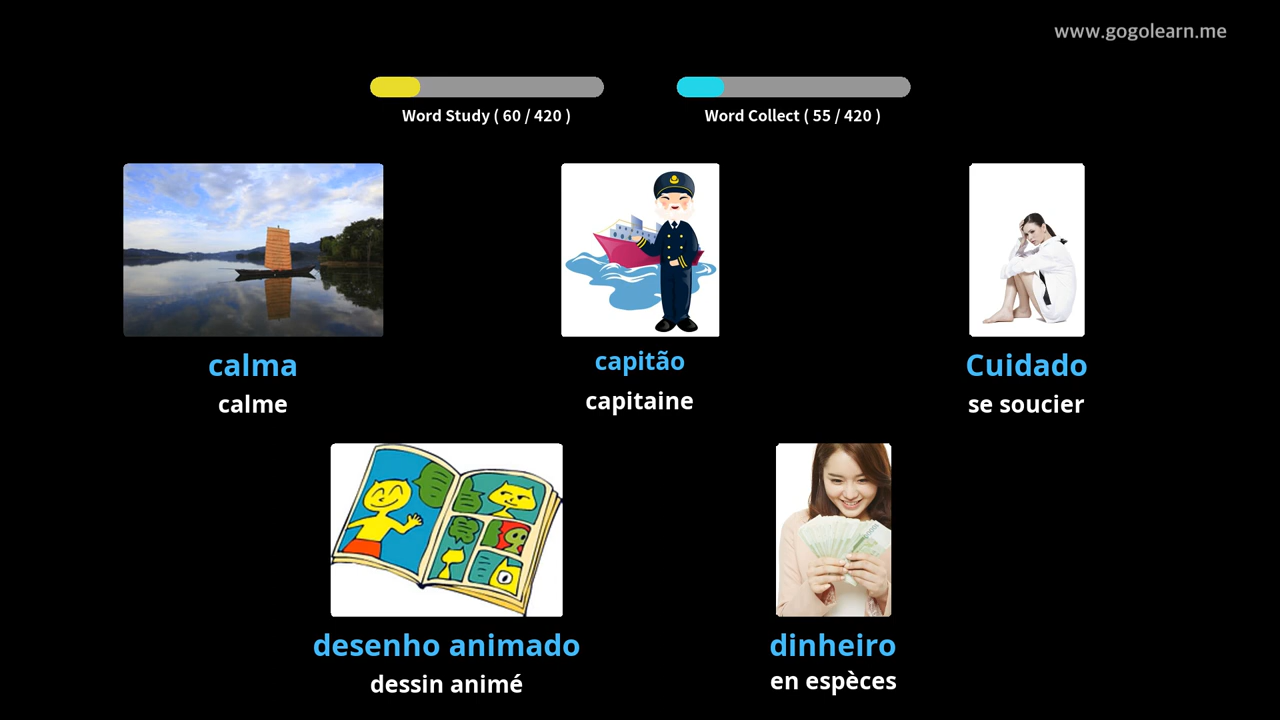 www.gogolearn.me
Word Study ( 60 / 420 )
Word Collect ( 55 / 420 )
calma
calme
capitão
capitaine
Cuidado
se soucier
desenho animado
dessin animé
dinheiro
en espèces